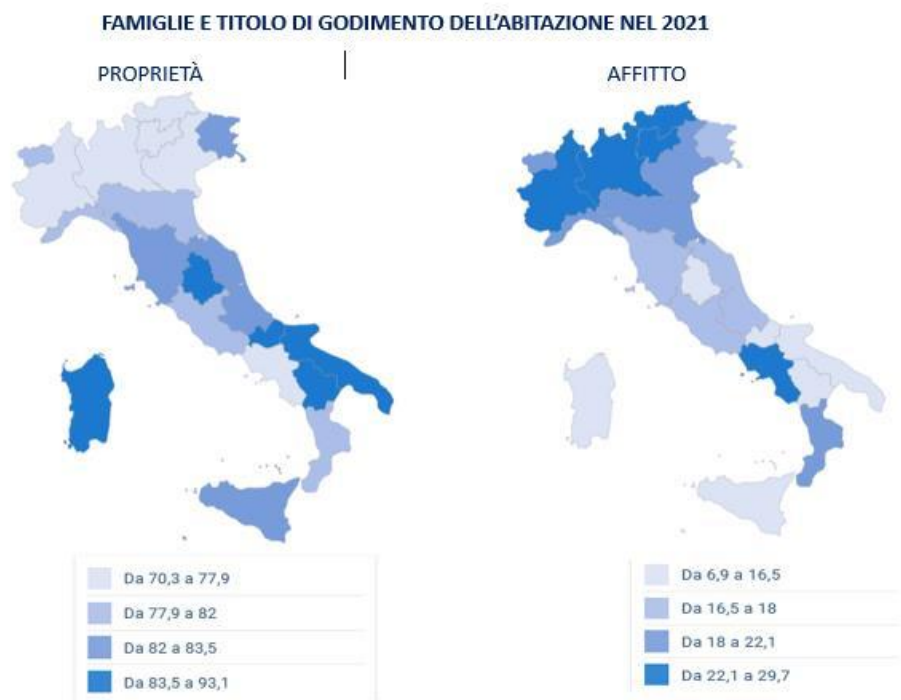 FAMIGLIE E TITOLO DI GODIMENTO DELL'ABITAZIONE NEL 2021
PROPRIETÀ
AFFITTO
Da 70,3 a 77,9
Da 77,9 a 82
Da 82 a 83,5
Da 83,5 a 93,1
Da 6,9 a 16,5
Da 16,5 a 18
Da 18 a 22,1
Da 22,1 a 29,7